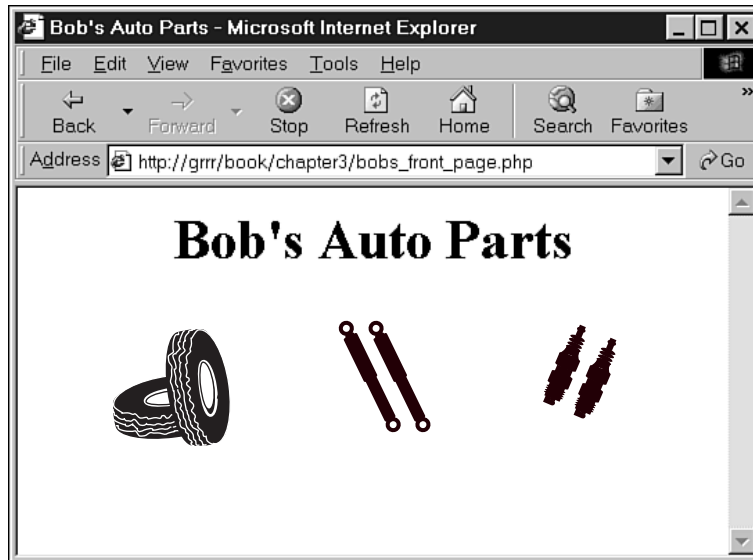 Bob's Auto Parts - Microsoft Internet Explorer
File Edit View Favorites Tools Help
Back Forward Stop Refresh Home Search Favorites »
Address http://grrr/book/chapter3/bobs_front_page.php Go
Bob's Auto Parts